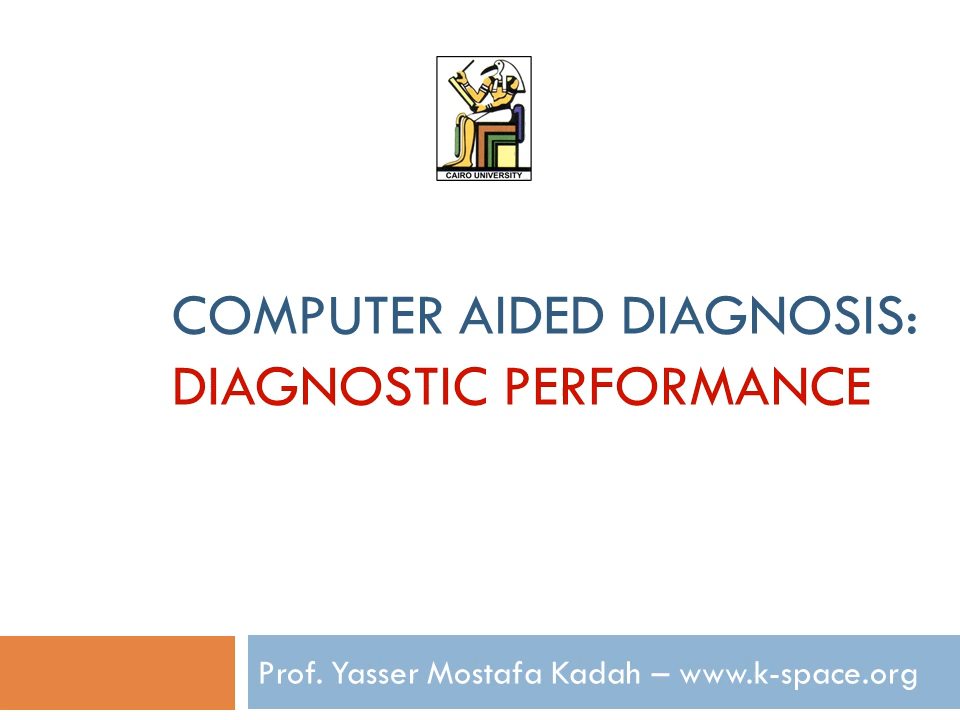 CAIRO UNIVERSITY
COMPUTER AIDED DIAGNOSIS:
DIAGNOSTIC PERFORMANCE
Prof. Yasser Mostafa Kadah – www.k-space.org